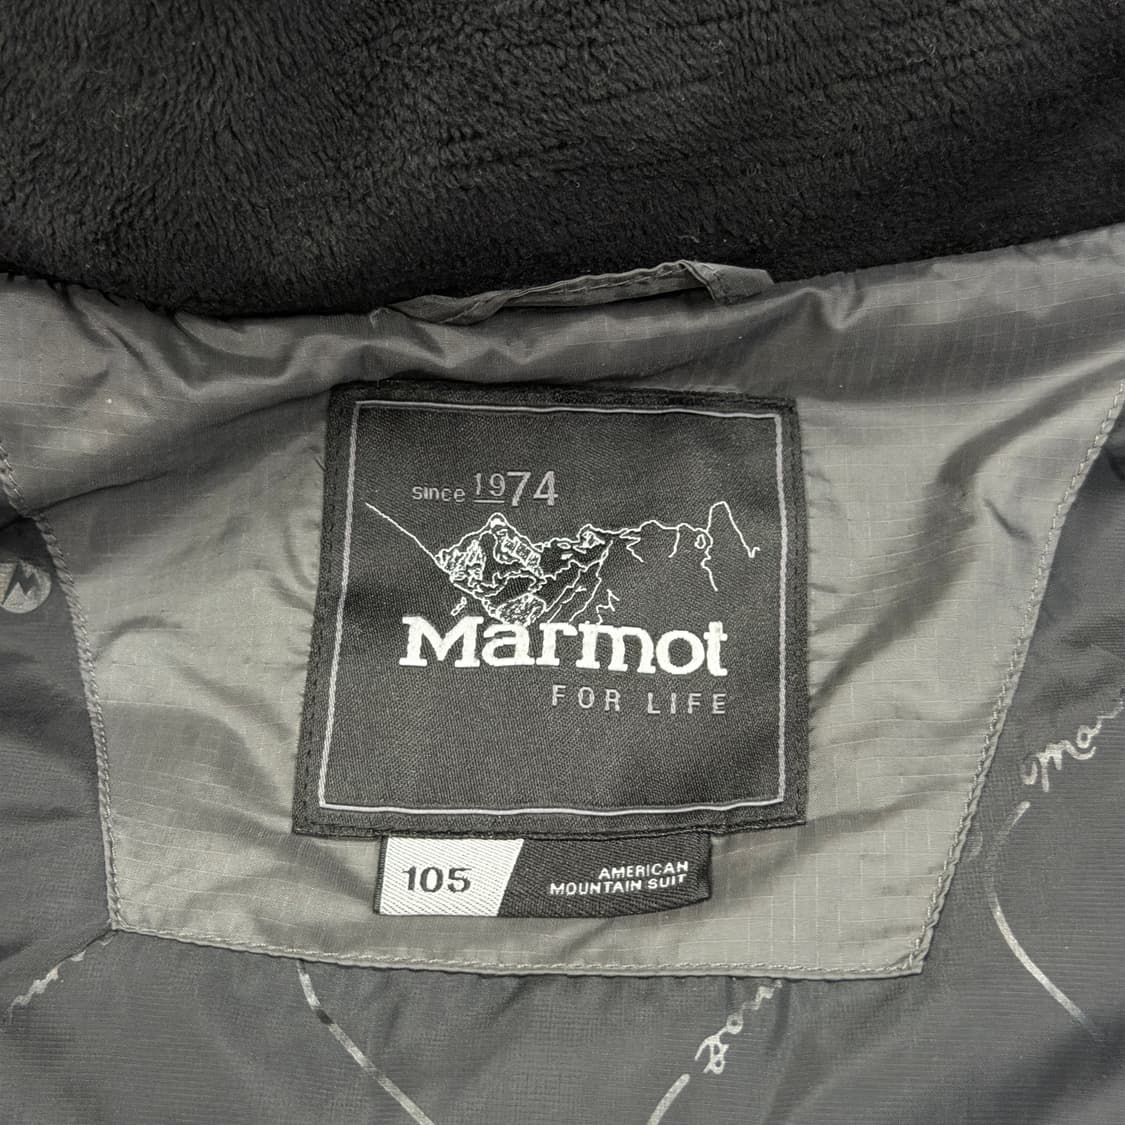 since 1974
Marmot
FOR LIFE
105
AMERICAN
MOUNTAIN SUIT